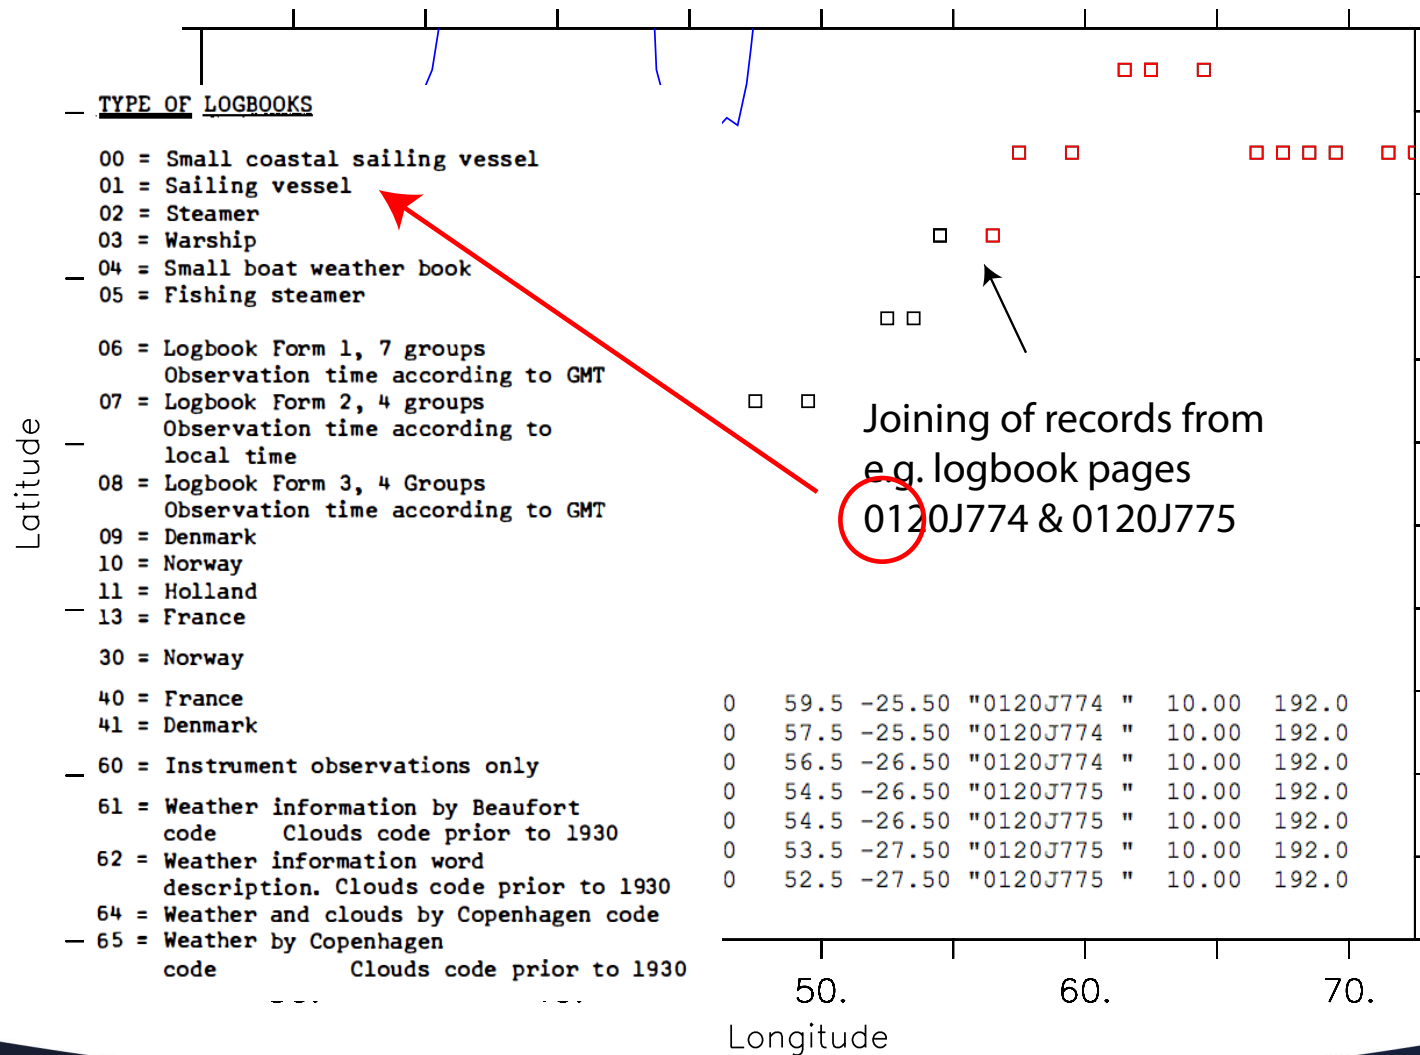 TYPE OF LOGBOOKS
00 = Small coastal sailing vessel
01 = Sailing vessel
02 = Steamer
03 = Warship
04 = Small boat weather book
05 = Fishing steamer
06 = Logbook Form 1, 7 groups
Observation time according to GMT
07 = Logbook Form 2, 4 groups
Observation time according to
local time
08 = Logbook Form 3, 4 Groups
Observation time according to GMT
09 = Denmark
10 = Norway
11 = Holland
13 = France
30 = Norway
40 = France
41 = Denmark
60 = Instrument observations only
61 = Weather information by Beaufort
code Clouds code prior to 1930
62 = Weather information word
description. Clouds code prior to 1930
64 = Weather and clouds by Copenhagen code
65 = Weather by Copenhagen
code Clouds code prior to 1930
Latitude
Joining of records from
e.g. logbook pages
0120J774 & 0120J775
0 59.5 -25.50 "0120J774 " 10.00 192.0
0 57.5 -25.50 "0120J774 " 10.00 192.0
0 56.5 -26.50 "0120J774 " 10.00 192.0
0 54.5 -26.50 "0120J775 " 10.00 192.0
0 54.5 -26.50 "0120J775 " 10.00 192.0
0 53.5 -27.50 "0120J775 " 10.00 192.0
0 52.5 -27.50 "0120J775 " 10.00 192.0
50. 60. 70.
Longitude